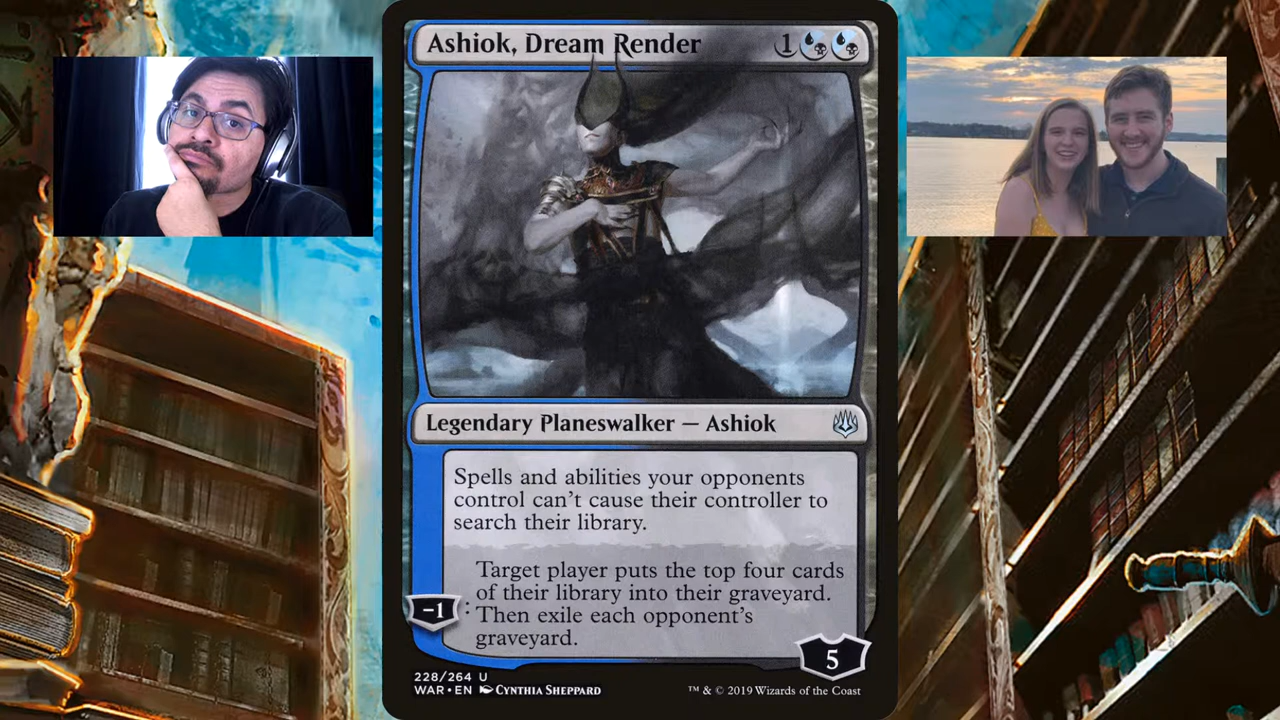 Ashiok, Dream Render 1
Legendary Planeswalker — Ashiok
Spells and abilities your opponents
control can't cause their controller to
search their library.
−1: Target player puts the top four cards
of their library into their graveyard.
Then exile each opponent's
graveyard.
5
228/264 U
WAR • EN Cynthia Sheppard
™ & © 2019 Wizards of the Coast